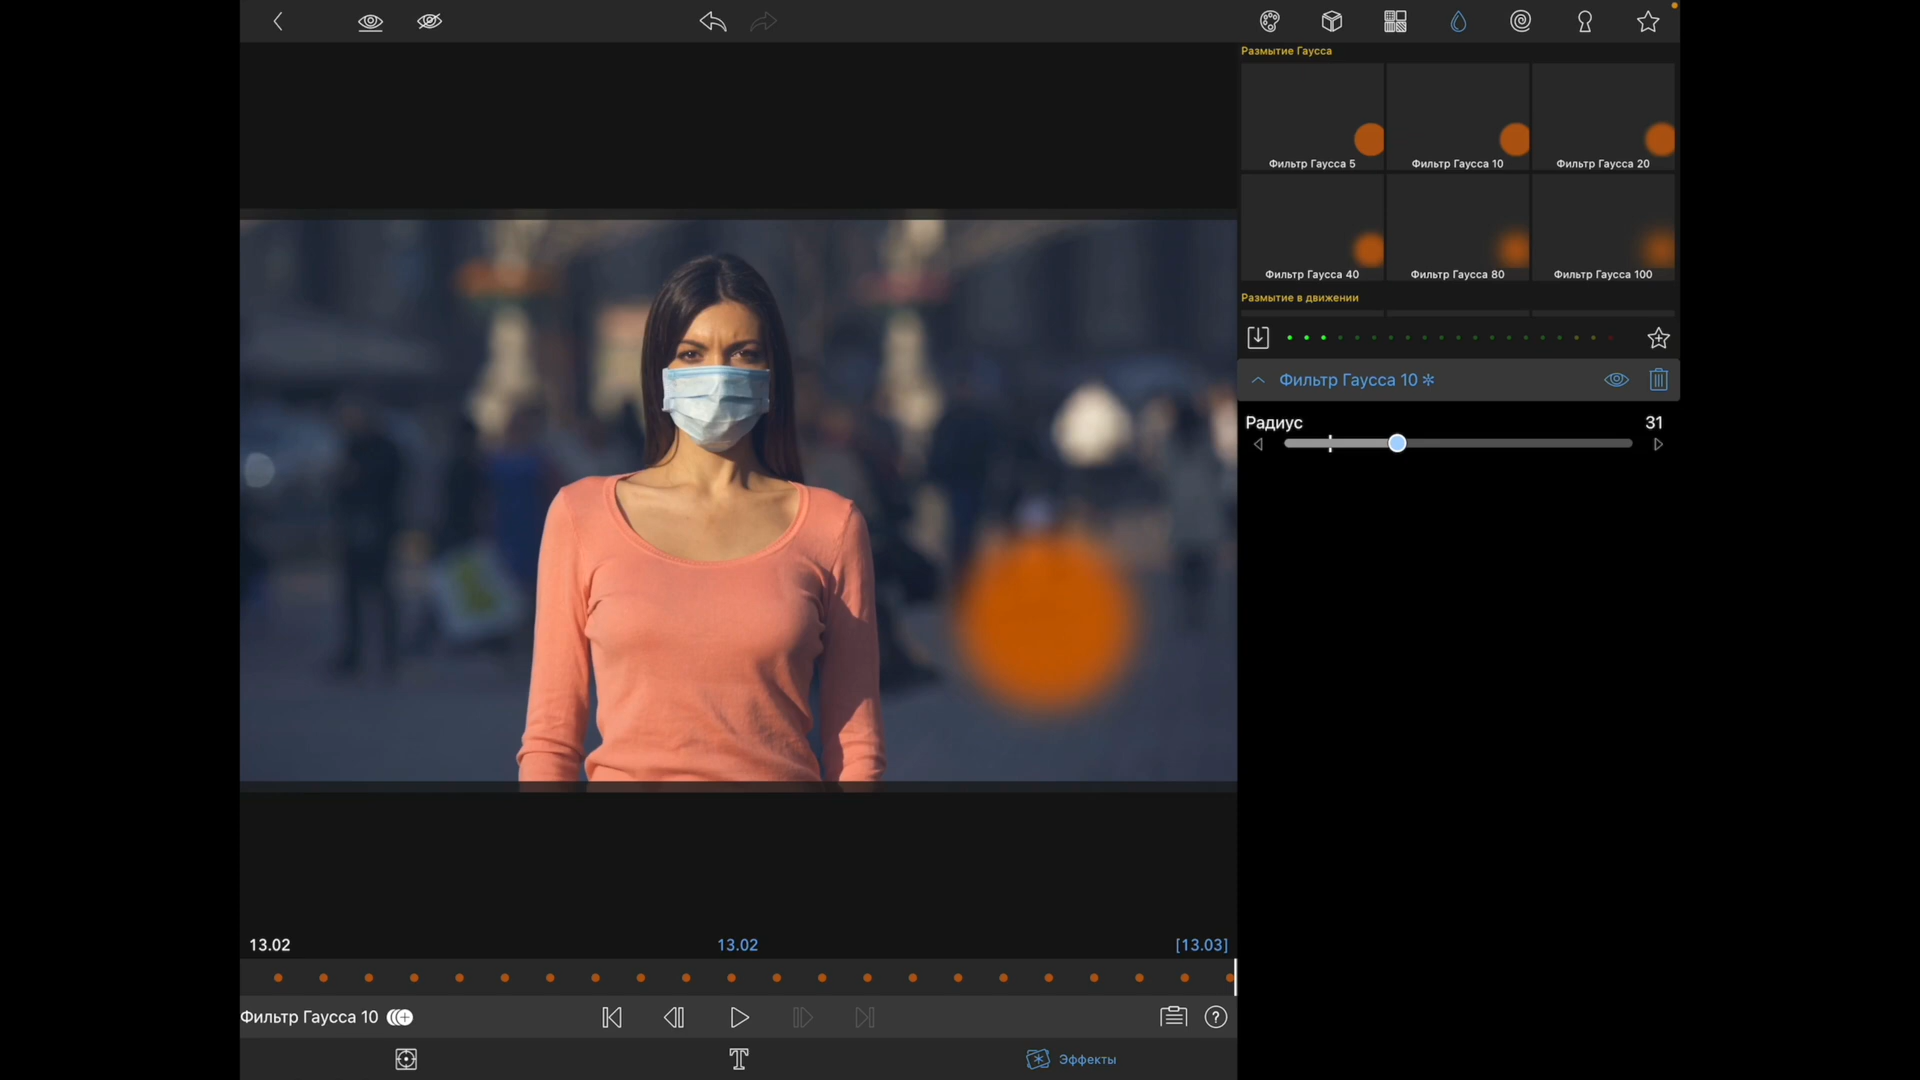 Размытие Гаусса
Фильтр Гаусса 5
Фильтр Гаусса 10
Фильтр Гаусса 20
Фильтр Гаусса 40
Фильтр Гаусса 80
Фильтр Гаусса 100
Размытие в движении
Фильтр Гаусса 10
Радиус 31
13.02 13.02 [13.03]
Фильтр Гаусса 10
Эффекты